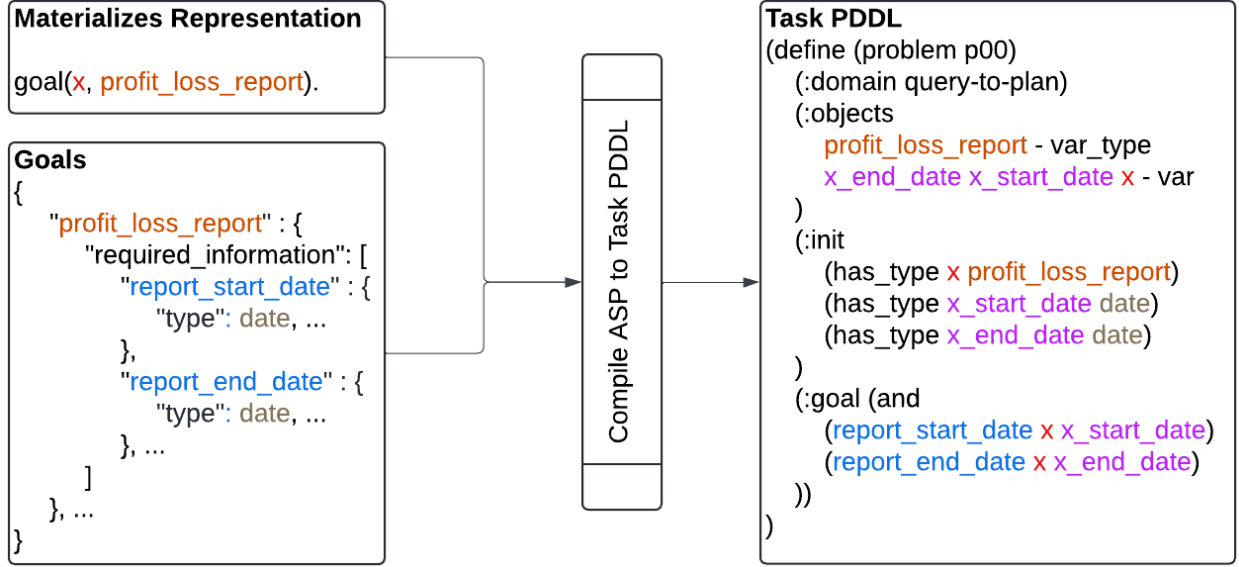 Materializes Representation
goal(x, profit_loss_report).
Goals
{
"profit_loss_report" : {
"required_information": [
"report_start_date" : {
"type": date, ...
},
"report_end_date" : {
"type": date, ...
}, ...
]
}, ...
}
Compile ASP to Task PDDL
Task PDDL
(define (problem p00)
(:domain query-to-plan)
(:objects
profit_loss_report - var_type
x_end_date x_start_date x - var
)
(:init
(has_type x profit_loss_report)
(has_type x_start_date date)
(has_type x_end_date date)
)
(:goal (and
(report_start_date x x_start_date)
(report_end_date x x_end_date)
))
)